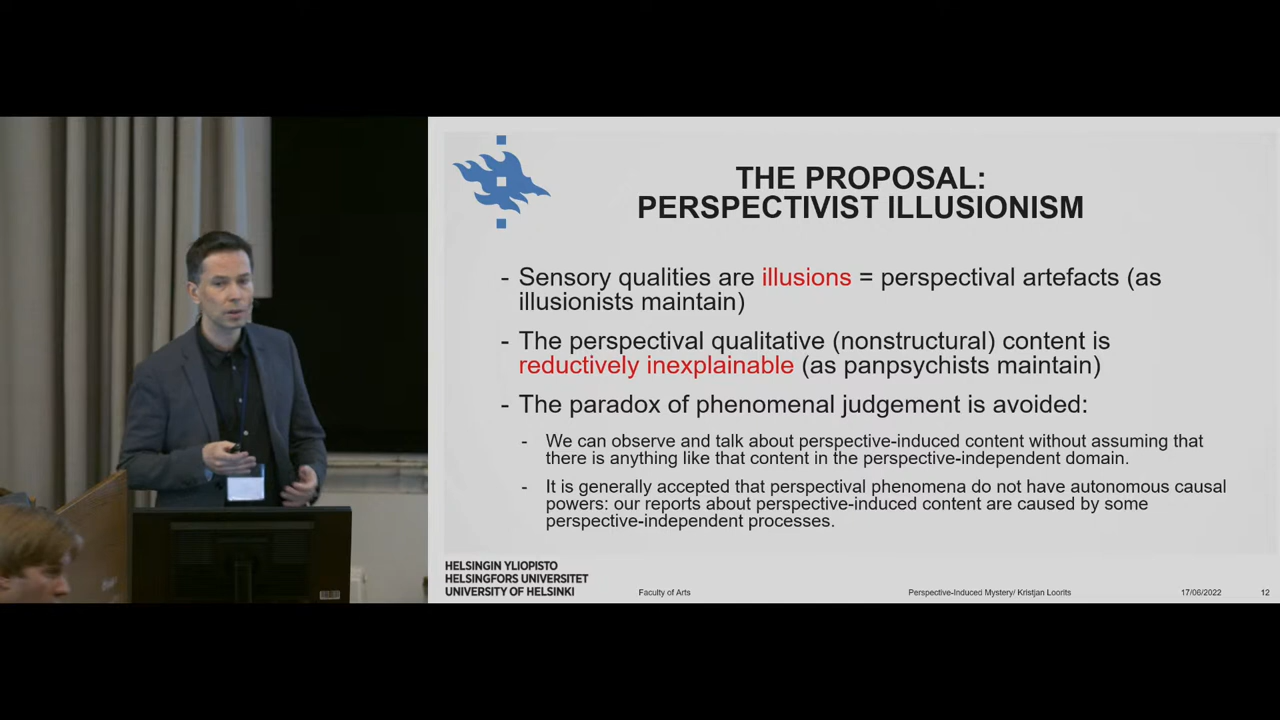 THE PROPOSAL:
PERSPECTIVIST ILLUSIONISM
- Sensory qualities are illusions = perspectival artefacts (as
illusionists maintain)
- The perspectival qualitative (nonstructural) content is
reductively inexplainable (as panpsychists maintain)
- The paradox of phenomenal judgement is avoided:
- We can observe and talk about perspective-induced content without assuming that
there is anything like that content in the perspective-independent domain.
- It is generally accepted that perspectival phenomena do not have autonomous causal
powers: our reports about perspective-induced content are caused by some
perspective-independent processes.
HELSINGIN YLIOPISTO
HELSINGFORS UNIVERSITET
UNIVERSITY OF HELSINKI
Faculty of Arts
Perspective-Induced Mystery/ Kristjan Loorits
17/06/2022
12